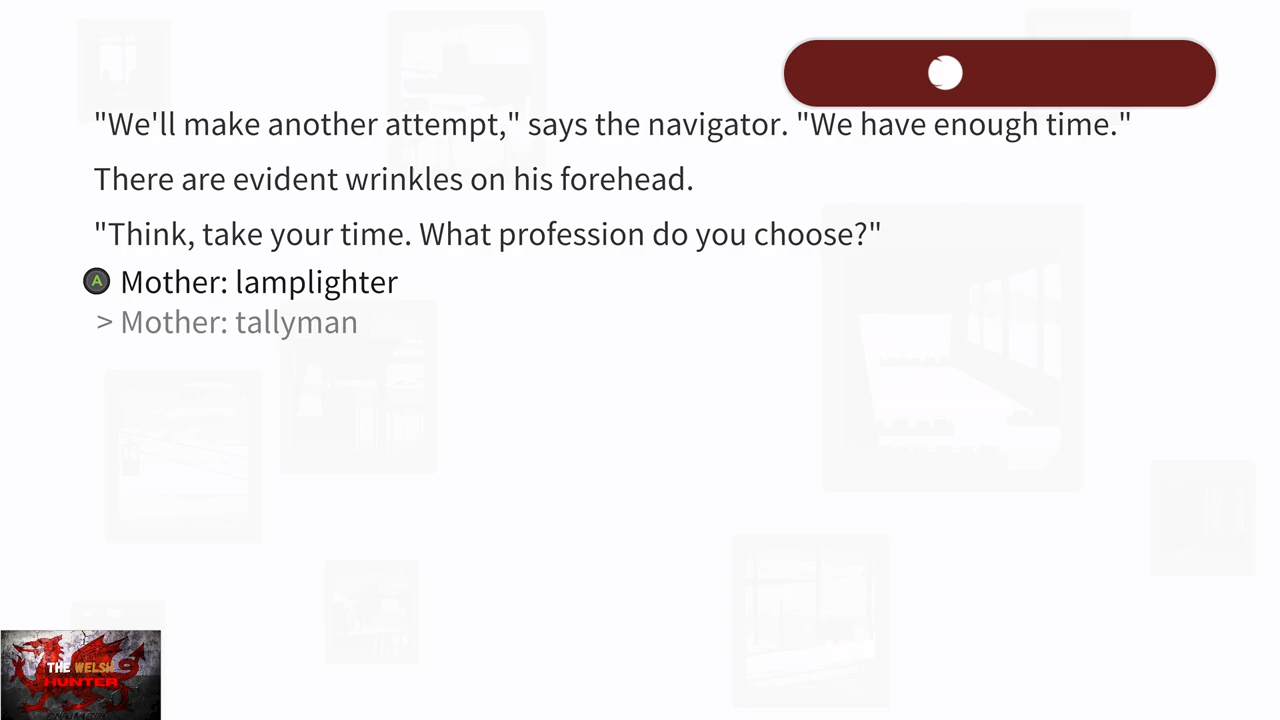 "We'll make another attempt," says the navigator. "We have enough time."
There are evident wrinkles on his forehead.
"Think, take your time. What profession do you choose?"
A Mother: lamplighter
> Mother: tallyman
THE WELSH
HUNTER